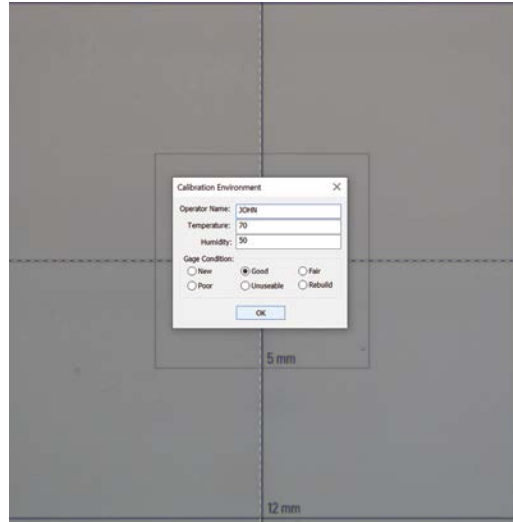 Calibration Environment
Operator Name: JOHN
Temperature: 70
Humidity: 50
Gage Condition:
New Good Fair
Poor Unuseable Rebuild
OK
5 mm
12 mm